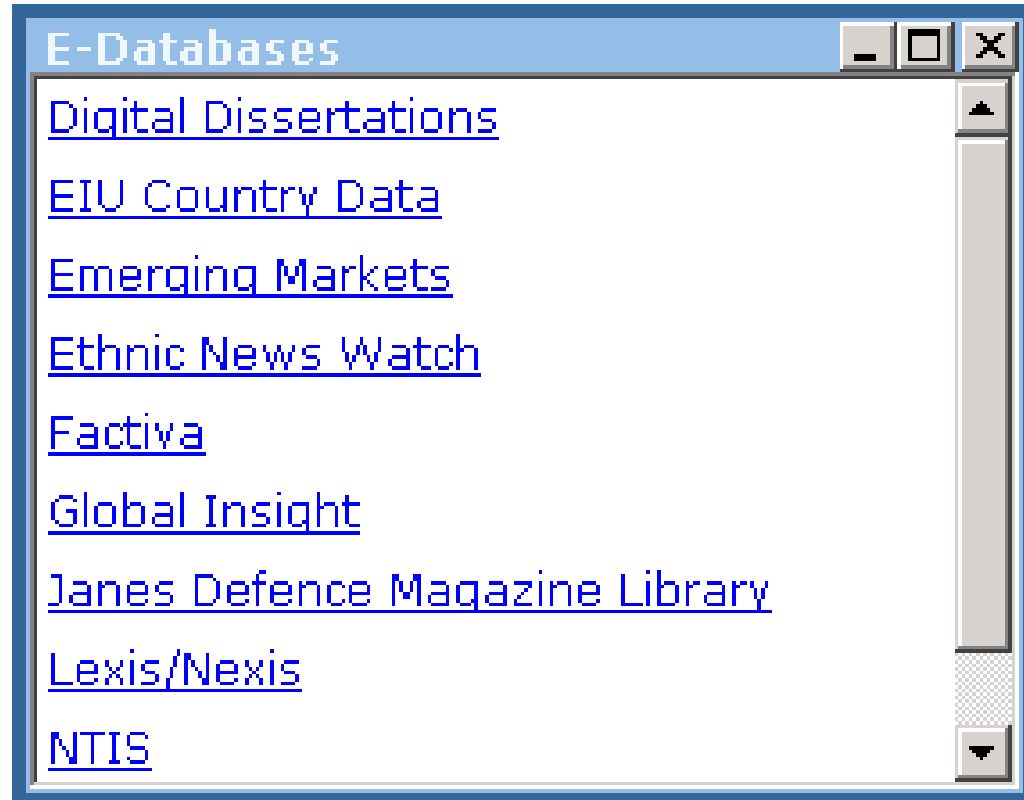 E-Databases
Digital Dissertations
EIU Country Data
Emerging Markets
Ethnic News Watch
Factiva
Global Insight
Janes Defence Magazine Library
Lexis/Nexis
NTIS